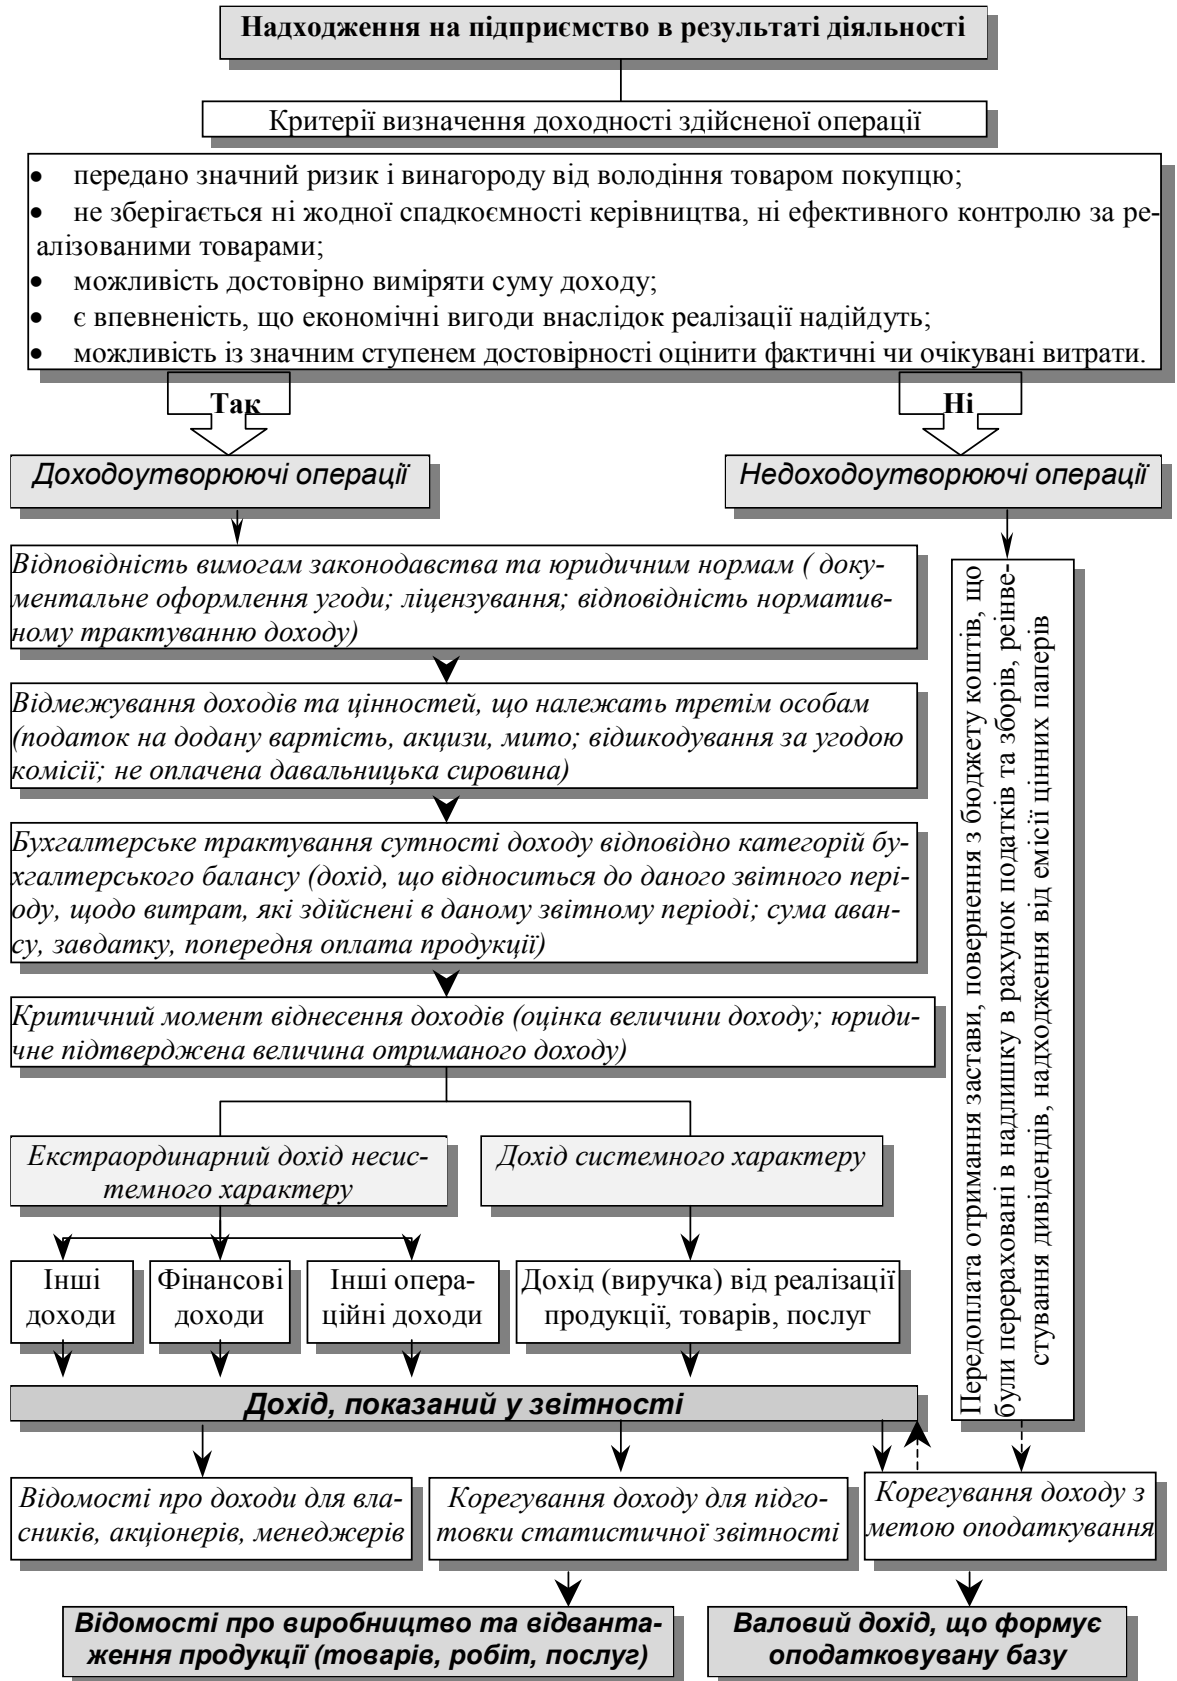 Надходження на підприємство в результаті діяльності
Критерії визначення доходності здійсненої операції
• передано значний ризик і винагороду від володіння товаром покупцю;
• не зберігається ні жодної спадкоємності керівництва, ні ефективного контролю за ре-
алізованими товарами;
• можливість достовірно виміряти суму доходу;
• є впевненість, що економічні вигоди внаслідок реалізації надійдуть;
• можливість із значним ступенем достовірності оцінити фактичні чи очікувані витрати.
Так
Ні
Доходоутворюючі операції
Недоходоутворюючі операції
Відповідність вимогам законодавства та юридичним нормам ( доку-
ментальне оформлення угоди; ліцензування; відповідність норматив-
ному трактуванню доходу)
Відмежування доходів та цінностей, що належать третім особам
(податок на додану вартість, акцизи, мито; відшкодування за угодою
комісії; не оплачена давальницька сировина)
Бухгалтерське трактування сутності доходу відповідно категорій бу-
хгалтерського балансу (дохід, що відноситься до даного звітного пері-
оду, щодо витрат, які здійснені в даному звітному періоді; сума аван-
су, завдатку, попередня оплата продукції)
Критичний момент віднесення доходів (оцінка величини доходу; юриди-
чне підтверджена величина отриманого доходу)
Передоплата отримання застави, повернення з бюджету коштів, що
були перераховані в надлишку в рахунок податків та зборів, реінве-
стування дивідендів, надходження від емісії цінних паперів
Екстраординарний дохід несис-
темного характеру
Дохід системного характеру
Інші
доходи
Фінансові
доходи
Інші опера-
ційні доходи
Дохід (виручка) від реалізації
продукції, товарів, послуг
Дохід, показаний у звітності
Відомості про доходи для вла-
сників, акціонерів, менеджерів
Корегування доходу для підго-
товки статистичної звітності
Корегування доходу з
метою оподаткування
Відомості про виробництво та відванта-
ження продукції (товарів, робіт, послуг)
Валовий дохід, що формує
оподатковувану базу